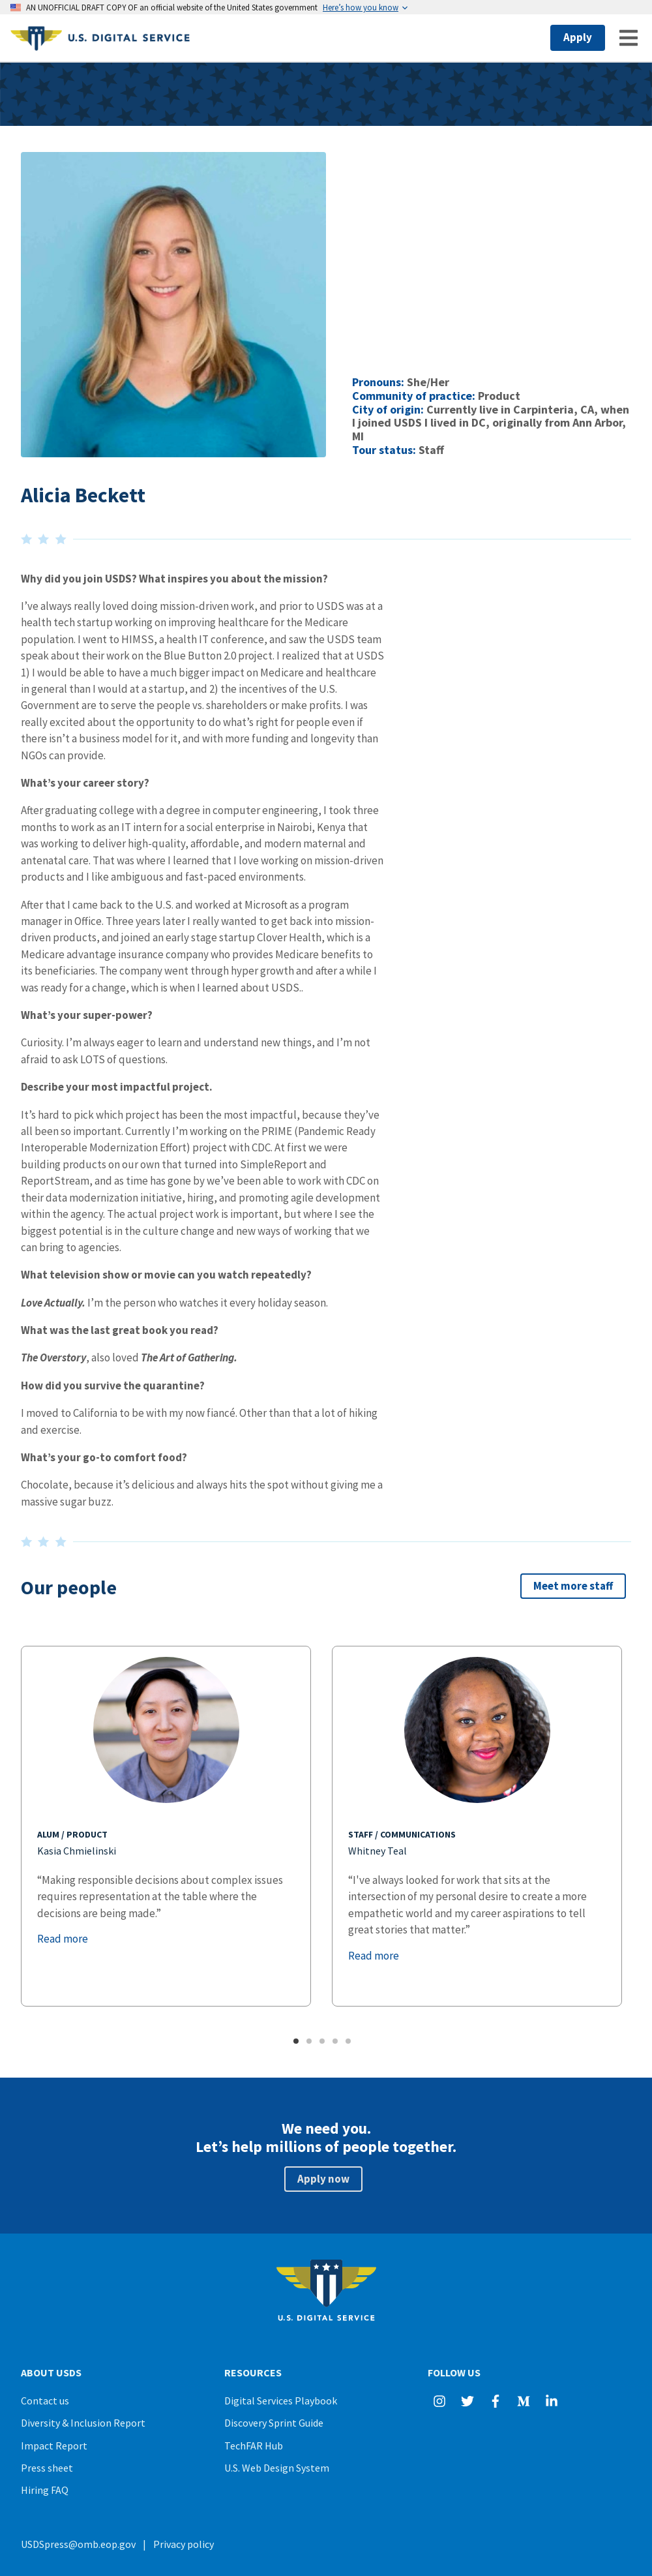 AN UNOFFICIAL DRAFT COPY OF an official website of the United States government Here's how you know
U.S. DIGITAL SERVICE
Apply
Pronouns: She/Her
Community of practice: Product
City of origin: Currently live in Carpinteria, CA, when
I joined USDS I lived in DC, originally from Ann Arbor,
MI
Tour status: Staff
Alicia Beckett
Why did you join USDS? What inspires you about the mission?
I’ve always really loved doing mission-driven work, and prior to USDS was at a
health tech startup working on improving healthcare for the Medicare
population. I went to HIMSS, a health IT conference, and saw the USDS team
speak about their work on the Blue Button 2.0 project. I realized that at USDS
1) I would be able to have a much bigger impact on Medicare and healthcare
in general than I would at a startup, and 2) the incentives of the U.S.
Government are to serve the people vs. shareholders or make profits. I was
really excited about the opportunity to do what’s right for people even if
there isn’t a business model for it, and with more funding and longevity than
NGOs can provide.
What’s your career story?
After graduating college with a degree in computer engineering, I took three
months to work as an IT intern for a social enterprise in Nairobi, Kenya that
was working to deliver high-quality, affordable, and modern maternal and
antenatal care. That was where I learned that I love working on mission-driven
products and I like ambiguous and fast-paced environments.
After that I came back to the U.S. and worked at Microsoft as a program
manager in Office. Three years later I really wanted to get back into mission-
driven products, and joined an early stage startup Clover Health, which is a
Medicare advantage insurance company who provides Medicare benefits to
its beneficiaries. The company went through hyper growth and after a while I
was ready for a change, which is when I learned about USDS..
What’s your super-power?
Curiosity. I’m always eager to learn and understand new things, and I’m not
afraid to ask LOTS of questions.
Describe your most impactful project.
It’s hard to pick which project has been the most impactful, because they’ve
all been so important. Currently I’m working on the PRIME (Pandemic Ready
Interoperable Modernization Effort) project with CDC. At first we were
building products on our own that turned into SimpleReport and
ReportStream, and as time has gone by we’ve been able to work with CDC on
their data modernization initiative, hiring, and promoting agile development
within the agency. The actual project work is important, but where I see the
biggest potential is in the culture change and new ways of working that we
can bring to agencies.
What television show or movie can you watch repeatedly?
Love Actually. I’m the person who watches it every holiday season.
What was the last great book you read?
The Overstory, also loved The Art of Gathering.
How did you survive the quarantine?
I moved to California to be with my now fiancé. Other than that a lot of hiking
and exercise.
What’s your go-to comfort food?
Chocolate, because it’s delicious and always hits the spot without giving me a
massive sugar buzz.
Our people
Meet more staff
ALUM / PRODUCT
Kasia Chmielinski
“Making responsible decisions about complex issues
requires representation at the table where the
decisions are being made.”
Read more
STAFF / COMMUNICATIONS
Whitney Teal
“I've always looked for work that sits at the
intersection of my personal desire to create a more
empathetic world and my career aspirations to tell
great stories that matter.”
Read more
We need you.
Let’s help millions of people together.
Apply now
U.S. DIGITAL SERVICE
ABOUT USDS
Contact us
Diversity & Inclusion Report
Impact Report
Press sheet
Hiring FAQ
RESOURCES
Digital Services Playbook
Discovery Sprint Guide
TechFAR Hub
U.S. Web Design System
FOLLOW US
USDSpress@omb.eop.gov | Privacy policy